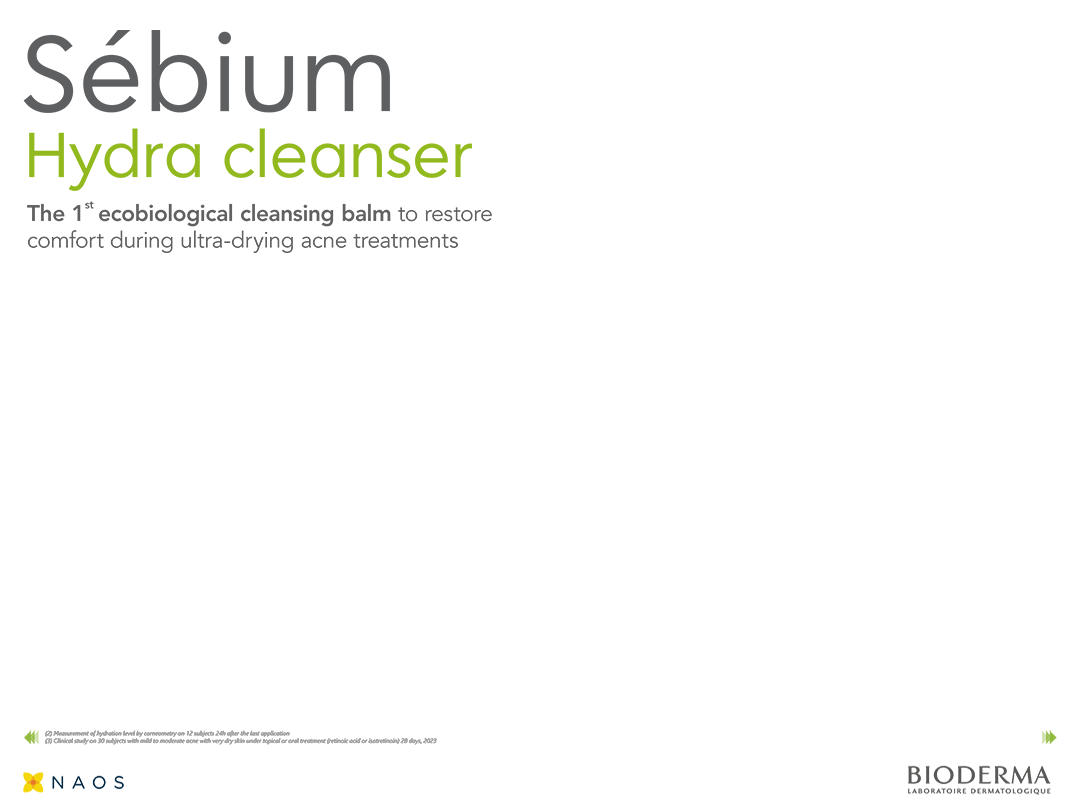 Sébium
Hydra cleanser
The 1st ecobiological cleansing balm to restore
comfort during ultra-drying acne treatments
(2) Measurement of hydration level by corneometry on 12 subjects 24h after the last application
(3) Clinical study on 30 subjects with mild to moderate acne with very dry skin under topical or oral treatment (retinoic acid or isotretinoin) 28 days, 2023
NAOS
BIODERMA
LABORATOIRE DERMATOLOGIQUE